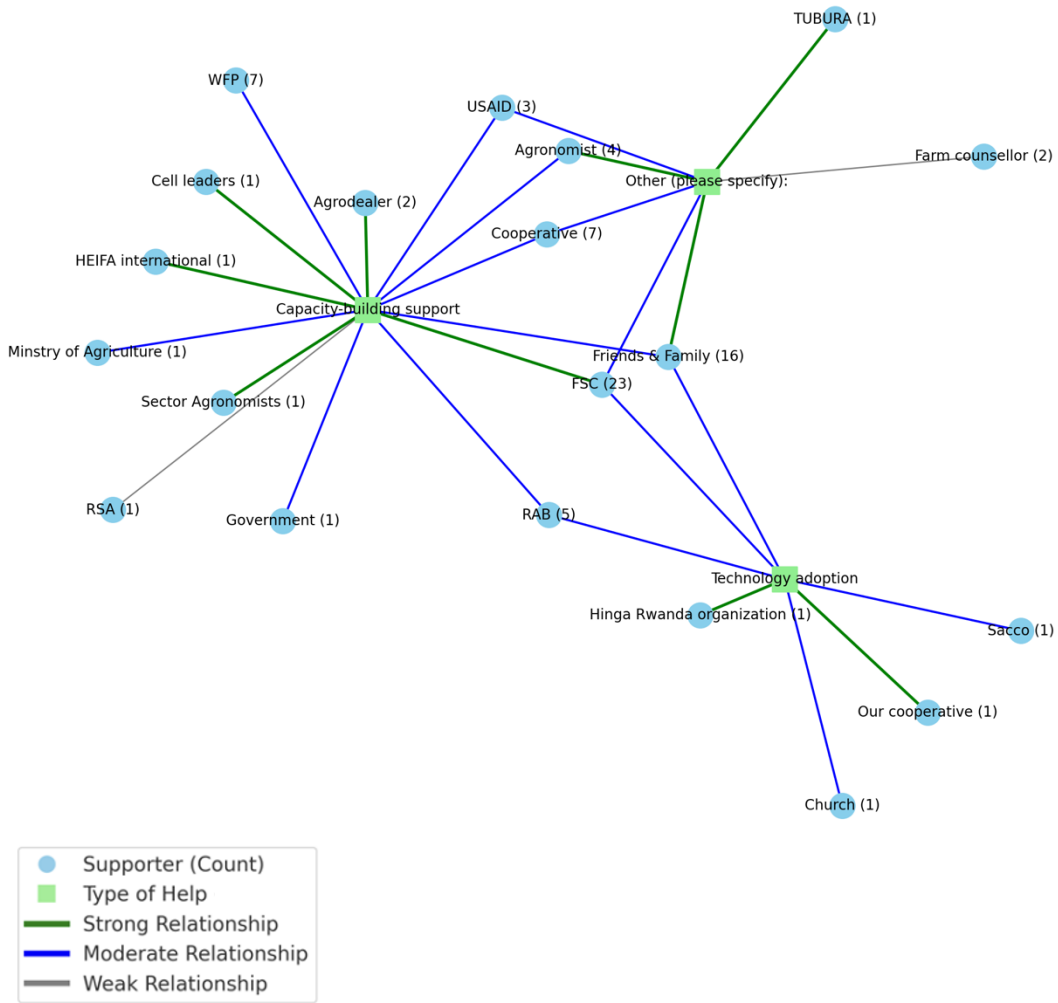 TUBURA (1)
WFP (7)
USAID (3)
Agronomist (4)
Farm counsellor (2)
Cell leaders (1)
Other (please specify):
Agrodealer (2)
Cooperative (7)
HEIFA international (1)
Capacity-building support
Minstry of Agriculture (1)
Friends & Family (16)
FSC (23)
Sector Agronomists (1)
RSA (1)
Government (1)
RAB (5)
Technology adoption
Hinga Rwanda organization (1)
Sacco (1)
Our cooperative (1)
Church (1)
Supporter (Count)
Type of Help
Strong Relationship
Moderate Relationship
Weak Relationship